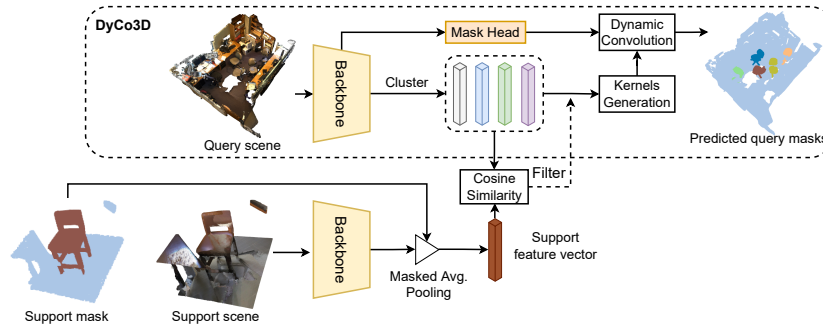 DyCo3D
Mask Head
Dynamic
Convolution
Backbone
Cluster
Kernels
Generation
Query scene
Predicted query masks
Cosine
Similarity
Filter
Backbone
Support
feature vector
Masked Avg.
Pooling
Support mask
Support scene